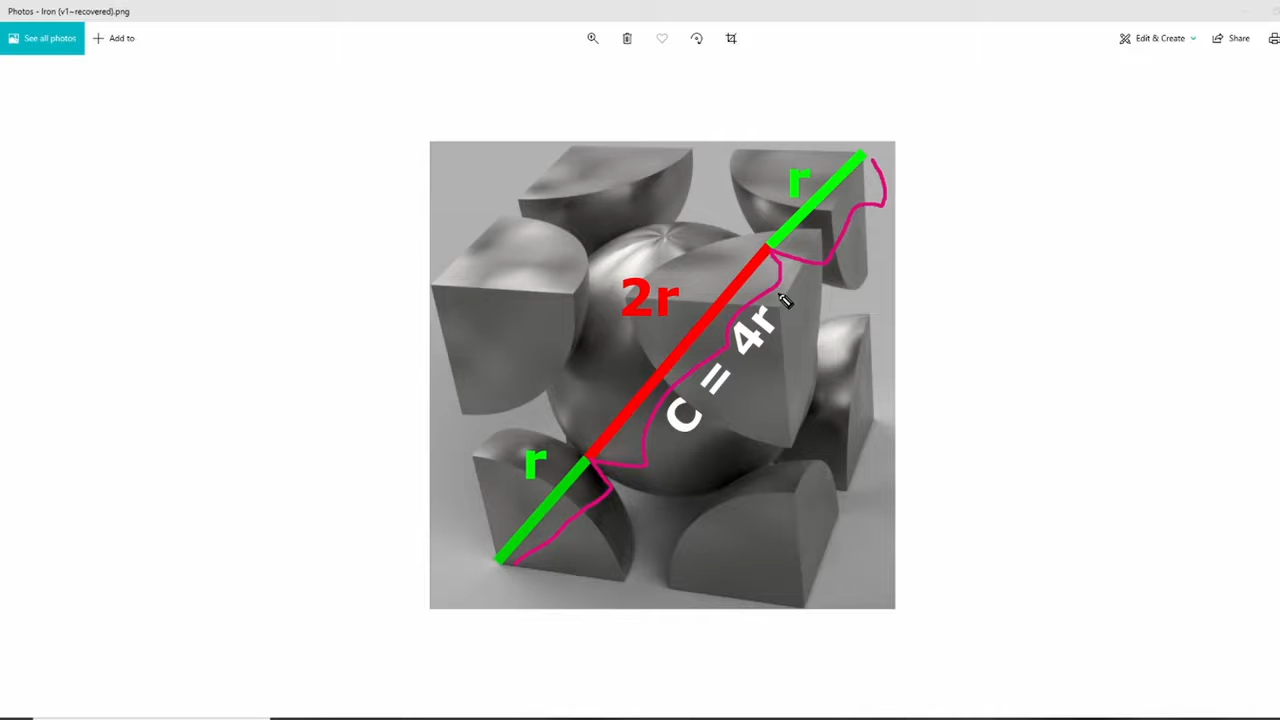 Photos - Iron (v1~recovered).png
See all photos
Add to
Edit & Create
Share
r
2r
C = 4r
r